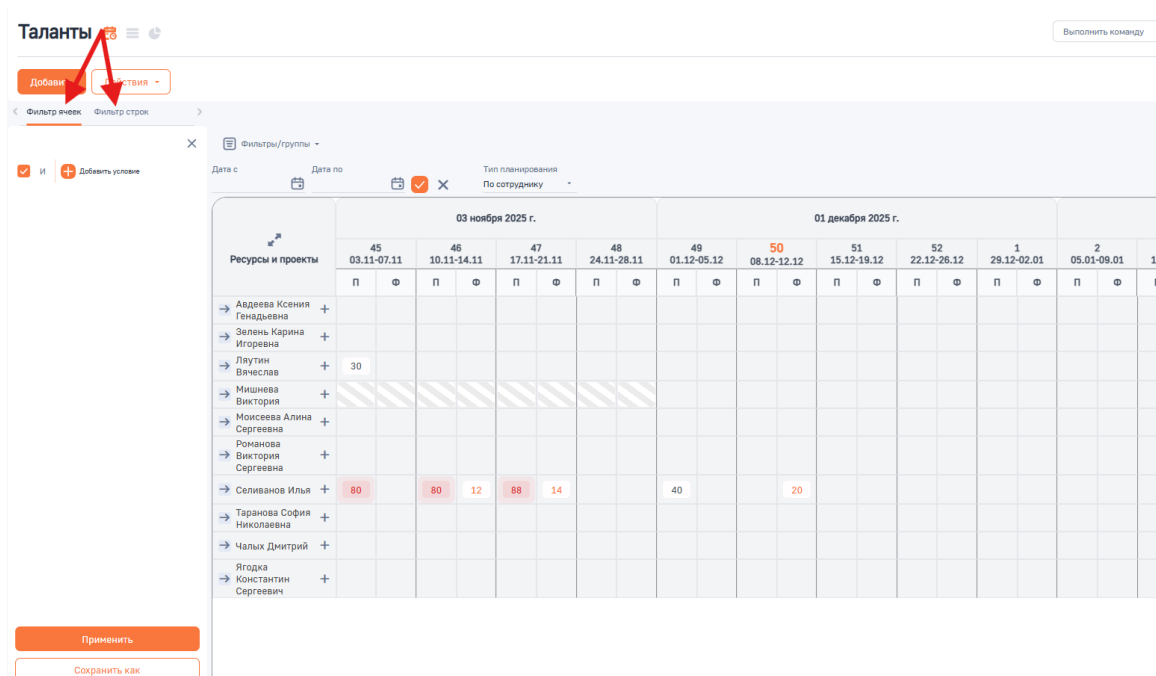 Таланты
Выполнить команду
Действия
Фильтр ячеек Фильтр строк
Фильтры/группы
И Добавить условие
Дата с Дата по Тип планирования
По сотруднику
Ресурсы и проекты
03 ноября 2025 г. 01 декабря 2025 г.
45 46 47 48 49 50 51 52 1 2
03.11-07.11 10.11-14.11 17.11-21.11 24.11-28.11 01.12-05.12 08.12-12.12 15.12-19.12 22.12-26.12 29.12-02.01 05.01-09.01
П Ф П Ф П Ф П Ф П Ф П Ф П Ф П Ф П Ф П Ф
Авдеева Ксения
Генадьевна
Зелень Карина
Игоревна
Ляутин
Вячеслав
30
Мишнева
Виктория
Моисеева Алина
Сергеевна
Романова
Виктория
Сергеевна
Селиванов Илья 80 80 12 88 14 40 20
Таранова София
Николаевна
Чалых Дмитрий
Ягодка
Константин
Сергеевич
Применить
Сохранить как